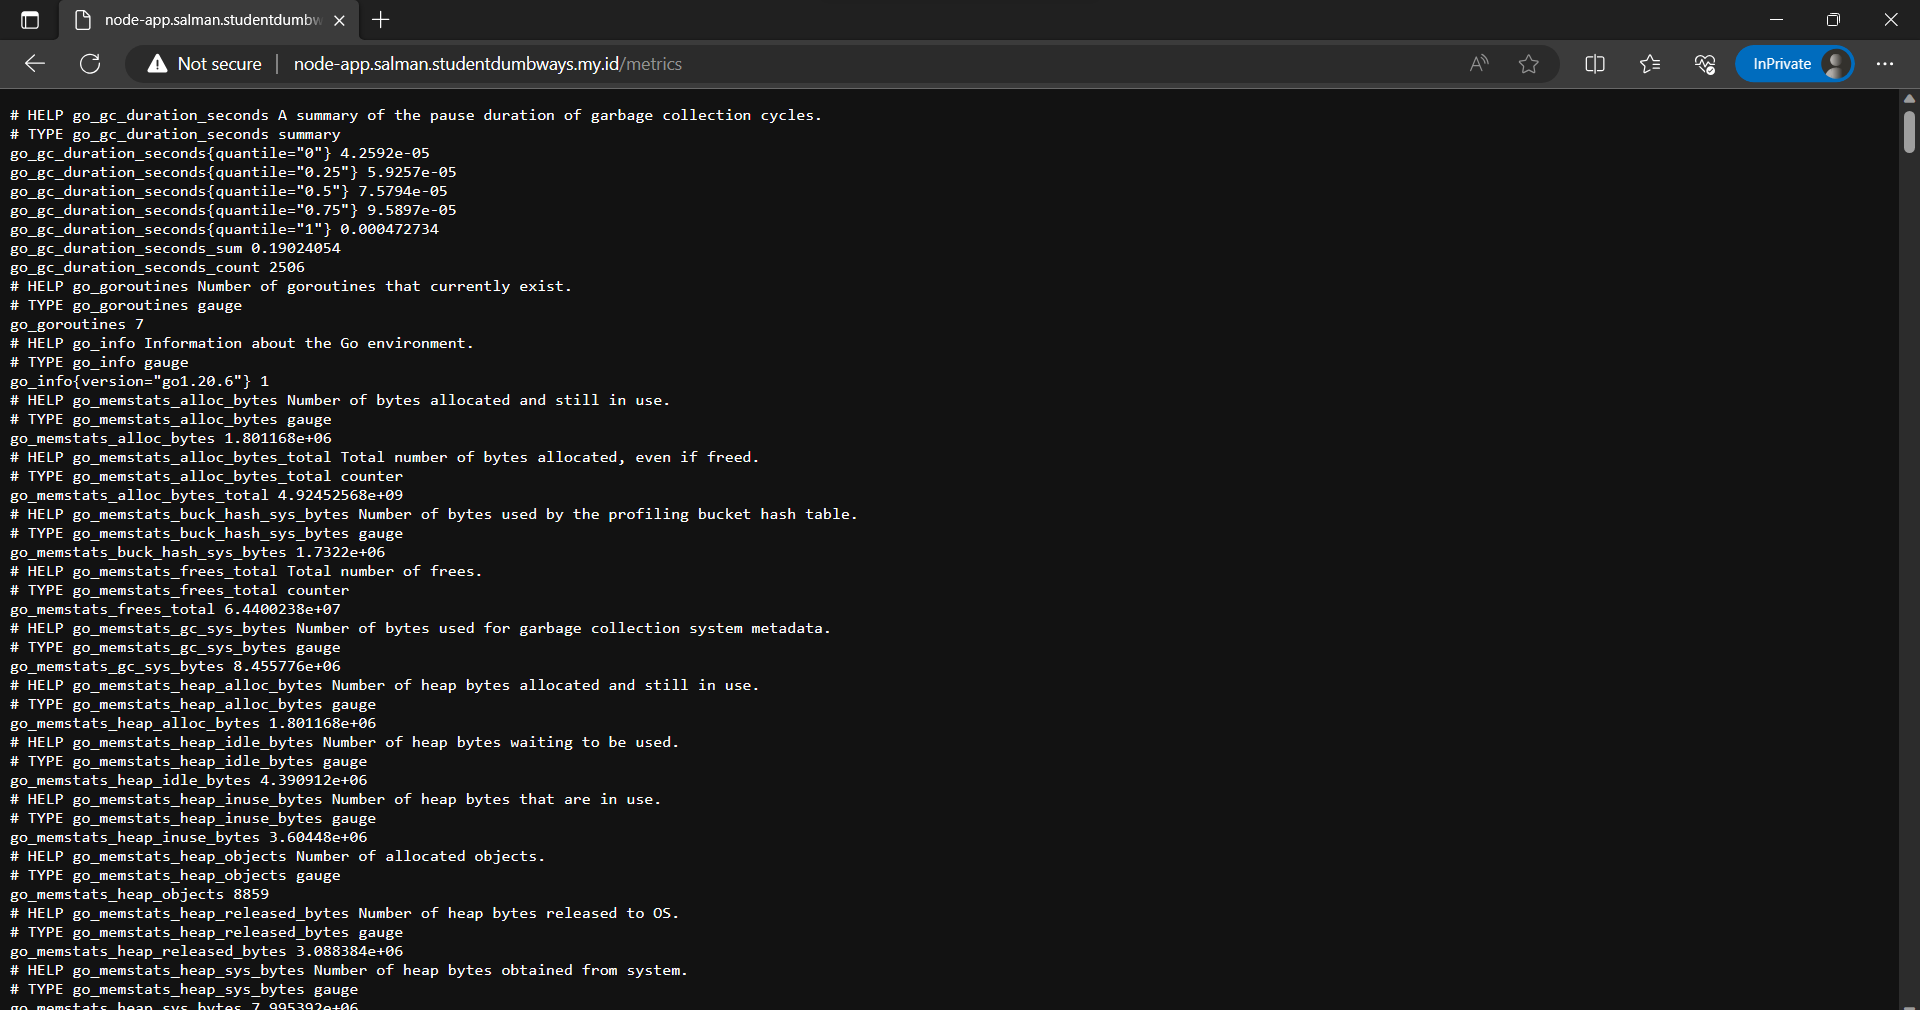 node-app.salman.studentdumbw
Not secure
node-app.salman.studentdumbways.my.id/metrics
InPrivate
# HELP go_gc_duration_seconds A summary of the pause duration of garbage collection cycles.
# TYPE go_gc_duration_seconds summary
go_gc_duration_seconds{quantile="0"} 4.2592e-05
go_gc_duration_seconds{quantile="0.25"} 5.9257e-05
go_gc_duration_seconds{quantile="0.5"} 7.5794e-05
go_gc_duration_seconds{quantile="0.75"} 9.5897e-05
go_gc_duration_seconds{quantile="1"} 0.000472734
go_gc_duration_seconds_sum 0.19024054
go_gc_duration_seconds_count 2506
# HELP go_goroutines Number of goroutines that currently exist.
# TYPE go_goroutines gauge
go_goroutines 7
# HELP go_info Information about the Go environment.
# TYPE go_info gauge
go_info{version="go1.20.6"} 1
# HELP go_memstats_alloc_bytes Number of bytes allocated and still in use.
# TYPE go_memstats_alloc_bytes gauge
go_memstats_alloc_bytes 1.801168e+06
# HELP go_memstats_alloc_bytes_total Total number of bytes allocated, even if freed.
# TYPE go_memstats_alloc_bytes_total counter
go_memstats_alloc_bytes_total 4.92452568e+09
# HELP go_memstats_buck_hash_sys_bytes Number of bytes used by the profiling bucket hash table.
# TYPE go_memstats_buck_hash_sys_bytes gauge
go_memstats_buck_hash_sys_bytes 1.7322e+06
# HELP go_memstats_frees_total Total number of frees.
# TYPE go_memstats_frees_total counter
go_memstats_frees_total 6.4400238e+07
# HELP go_memstats_gc_sys_bytes Number of bytes used for garbage collection system metadata.
# TYPE go_memstats_gc_sys_bytes gauge
go_memstats_gc_sys_bytes 8.455776e+06
# HELP go_memstats_heap_alloc_bytes Number of heap bytes allocated and still in use.
# TYPE go_memstats_heap_alloc_bytes gauge
go_memstats_heap_alloc_bytes 1.801168e+06
# HELP go_memstats_heap_idle_bytes Number of heap bytes waiting to be used.
# TYPE go_memstats_heap_idle_bytes gauge
go_memstats_heap_idle_bytes 4.390912e+06
# HELP go_memstats_heap_inuse_bytes Number of heap bytes that are in use.
# TYPE go_memstats_heap_inuse_bytes gauge
go_memstats_heap_inuse_bytes 3.60448e+06
# HELP go_memstats_heap_objects Number of allocated objects.
# TYPE go_memstats_heap_objects gauge
go_memstats_heap_objects 8859
# HELP go_memstats_heap_released_bytes Number of heap bytes released to OS.
# TYPE go_memstats_heap_released_bytes gauge
go_memstats_heap_released_bytes 3.088384e+06
# HELP go_memstats_heap_sys_bytes Number of heap bytes obtained from system.
# TYPE go_memstats_heap_sys_bytes gauge
go_memstats_heap_sys_bytes 7.995392e+06